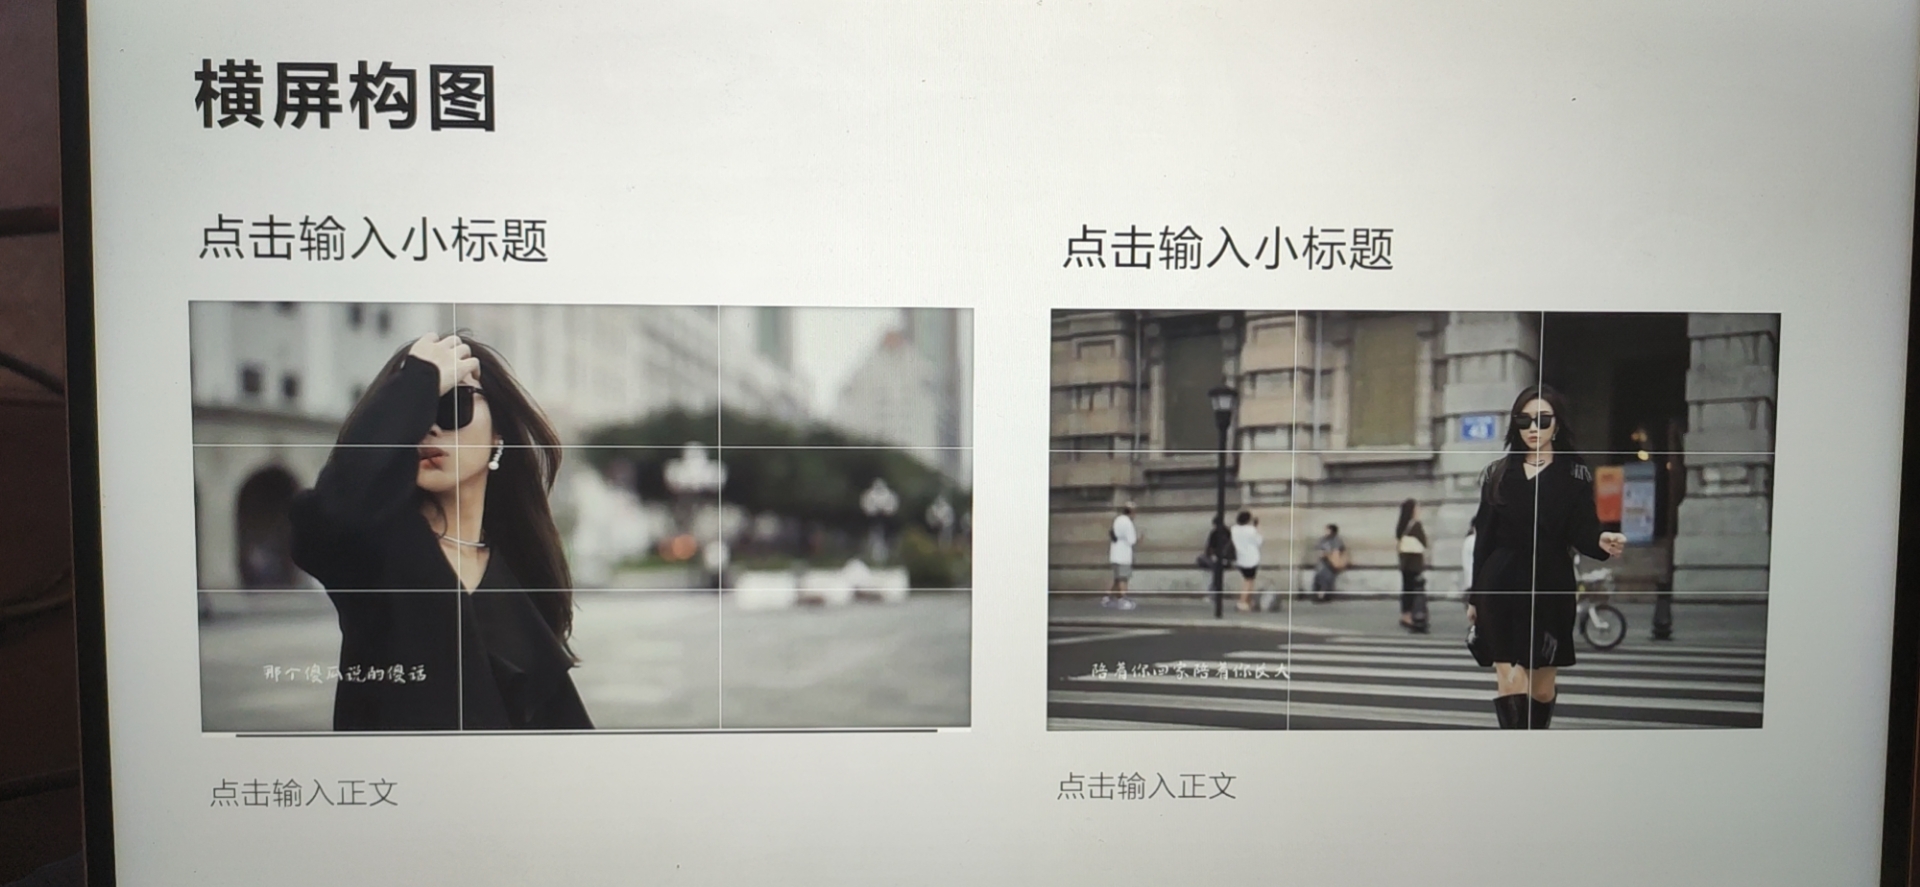 横屏构图
点击输入小标题
点击输入小标题
43
那个傻瓜说的傻话
陪着你回家陪着你长大
点击输入正文
点击输入正文